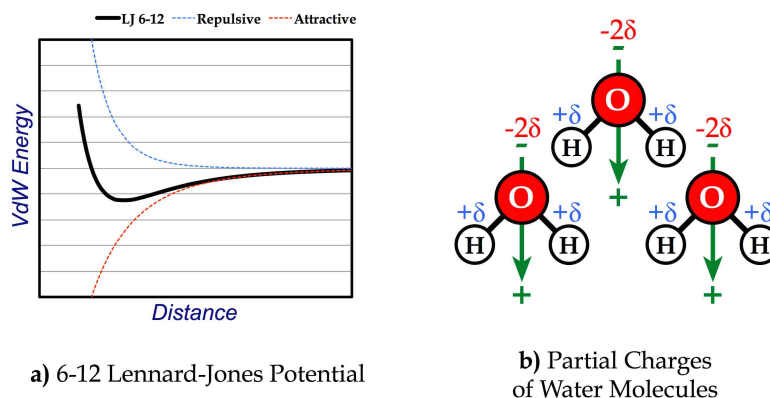 LJ 6-12 Repulsive Attractive
VdW Energy
Distance
a) 6-12 Lennard-Jones Potential
-2δ
-
O
+δ +δ
H H
+
-2δ -2δ
- -
O O
+δ +δ +δ +δ
H H H H
+ +
b) Partial Charges
of Water Molecules